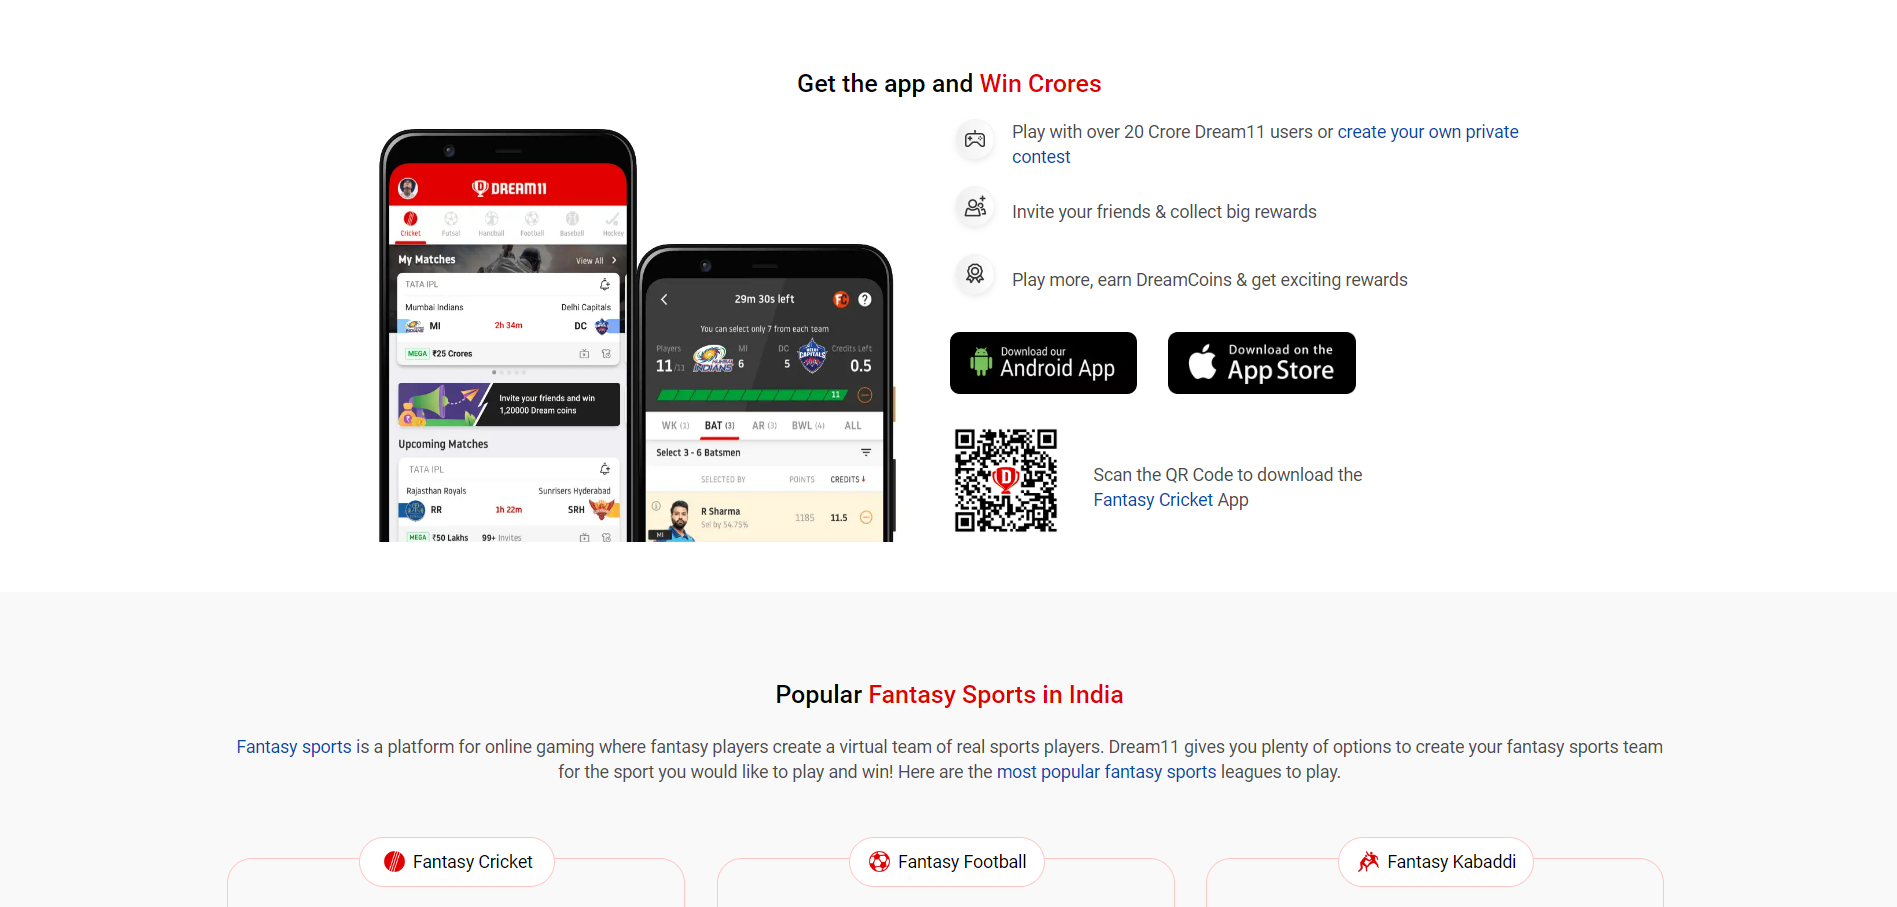 Get the app and Win Crores
Play with over 20 Crore Dream11 users or create your own private
contest
Invite your friends & collect big rewards
Play more, earn DreamCoins & get exciting rewards
Download our
Android App
Download on the
App Store
Scan the QR Code to download the
Fantasy Cricket App
DREAM11
Cricket Futsal Handball Football Baseball Hockey
My Matches View All
TATA IPL
Mumbai Indians Delhi Capitals
MI 2h 34m DC
MEGA ₹25 Crores
Invite your friends and win
1,20000 Dream coins
Upcoming Matches
TATA IPL
Rajasthan Royals Sunrisers Hyderabad
RR 1h 22m SRH
MEGA ₹50 Lakhs 99+ Invites
29m 30s left FC ?
You can select only 7 from each team
Players MI DC Credits Left
11/11 6 5 0.5
11
WK (1) BAT (3) AR (3) BWL (4) ALL
Select 3 - 6 Batsmen
SELECTED BY POINTS CREDITS
R Sharma
Sel by 54.75% 1185 11.5
MI
Popular Fantasy Sports in India
Fantasy sports is a platform for online gaming where fantasy players create a virtual team of real sports players. Dream11 gives you plenty of options to create your fantasy sports team
for the sport you would like to play and win! Here are the most popular fantasy sports leagues to play.
Fantasy Cricket
Fantasy Football
Fantasy Kabaddi